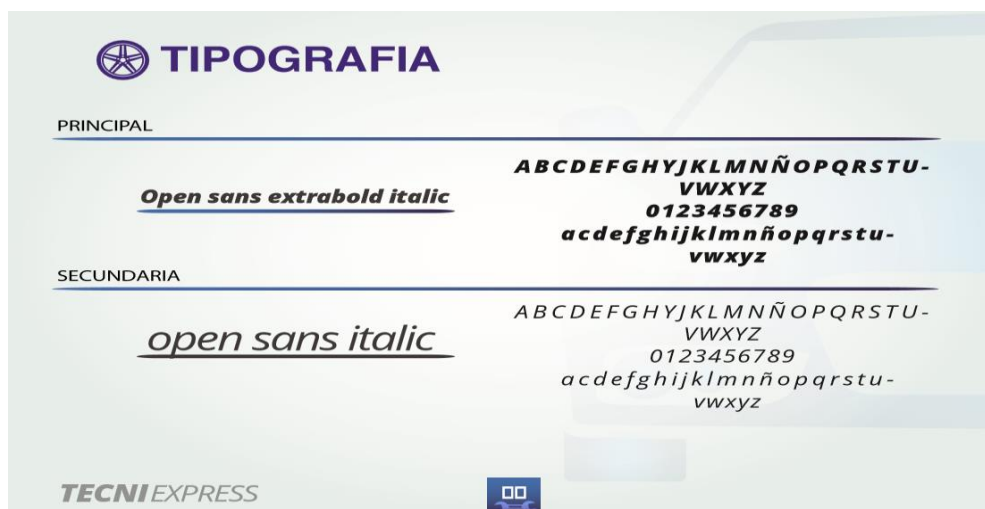 TIPOGRAFIA
PRINCIPAL
Open sans extrabold italic
ABCDEFGHYJKLMNÑOPQRSTU-
VWXYZ
0123456789
acdefghijklmnñopqrstu-
vwxyz
SECUNDARIA
open sans italic
ABCDEFGHYJKLMNÑOPQRSTU-
VWXYZ
0123456789
acdefghijklmnñopqrstu-
vwxyz
TECNIEXPRESS